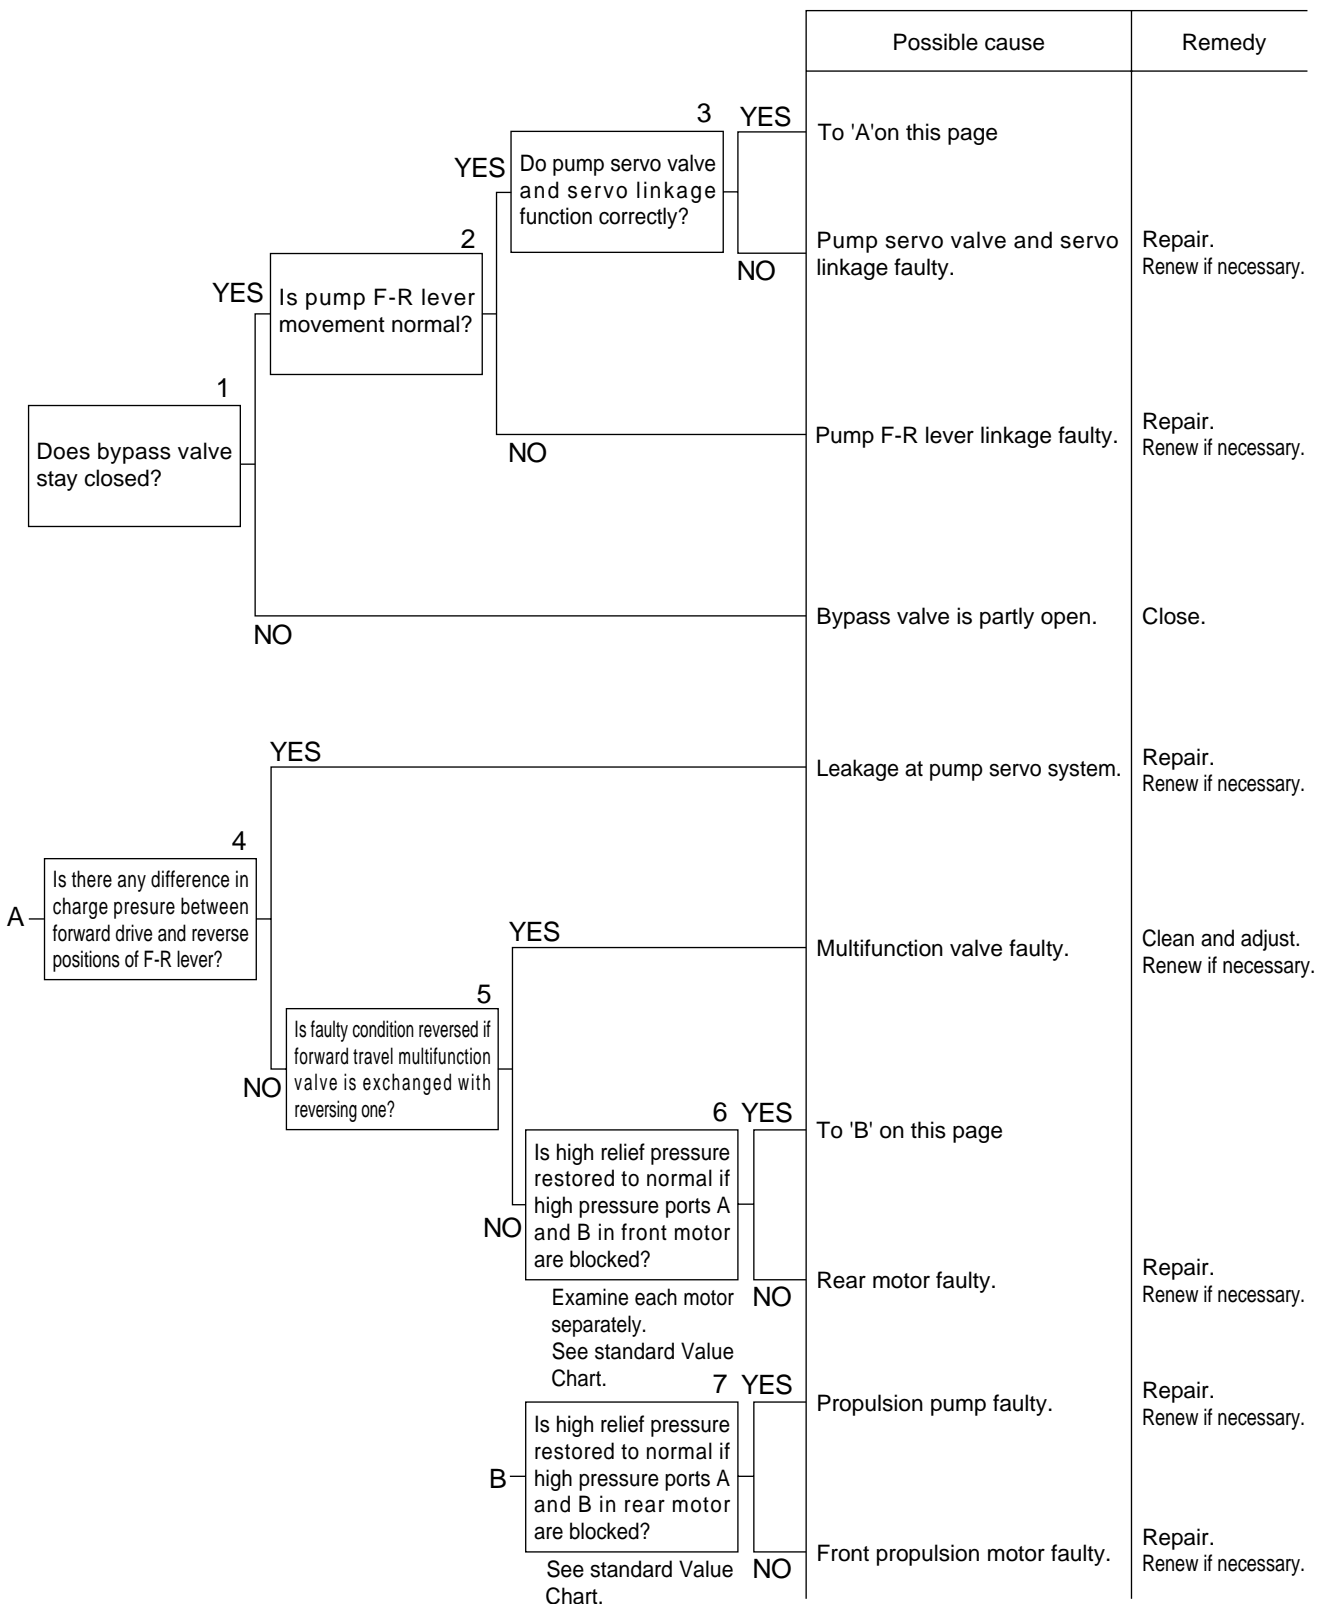 Possible cause
Remedy
3
YES
Do pump servo valve
and servo linkage
function correctly?
YES
To 'A'on this page
NO
Pump servo valve and servo
linkage faulty.
Repair.
Renew if necessary.
2
YES
Is pump F-R lever
movement normal?
NO
Pump F-R lever linkage faulty.
Repair.
Renew if necessary.
1
Does bypass valve
stay closed?
NO
Bypass valve is partly open.
Close.
YES
Leakage at pump servo system.
Repair.
Renew if necessary.
4
A
Is there any difference in
charge presure between
forward drive and reverse
positions of F-R lever?
YES
Multifunction valve faulty.
Clean and adjust.
Renew if necessary.
5
NO
Is faulty condition reversed if
forward travel multifunction
valve is exchanged with
reversing one?
6
YES
To 'B' on this page
NO
Is high relief pressure
restored to normal if
high pressure ports A
and B in front motor
are blocked?
NO
Rear motor faulty.
Repair.
Renew if necessary.
Examine each motor
separately.
See standard Value
Chart.
7
YES
Propulsion pump faulty.
Repair.
Renew if necessary.
B
Is high relief pressure
restored to normal if
high pressure ports A
and B in rear motor
are blocked?
NO
Front propulsion motor faulty.
Repair.
Renew if necessary.
See standard Value
Chart.